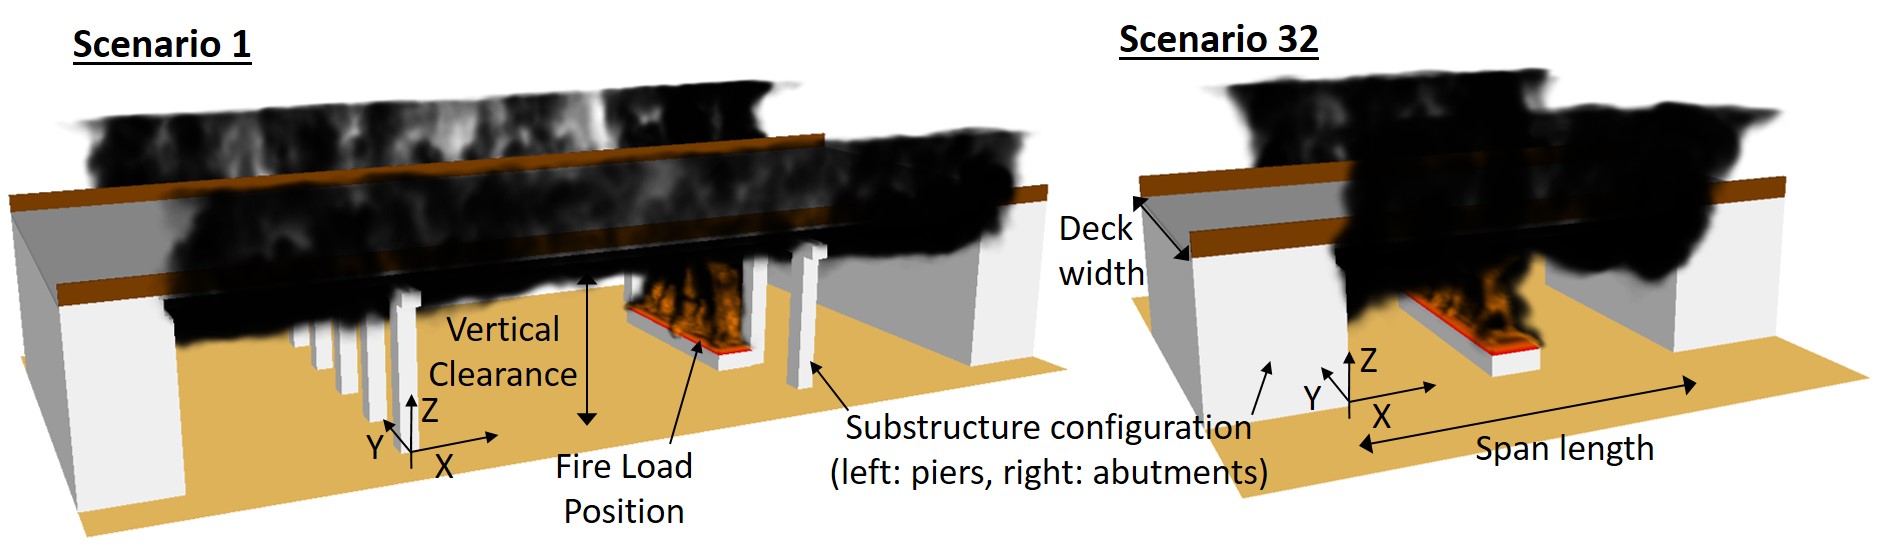 Scenario 1
Vertical
Clearance
Z
Y
X
Fire Load
Position
Substructure configuration
(left: piers, right: abutments)
Scenario 32
Deck
width
Z
Y
X
Span length